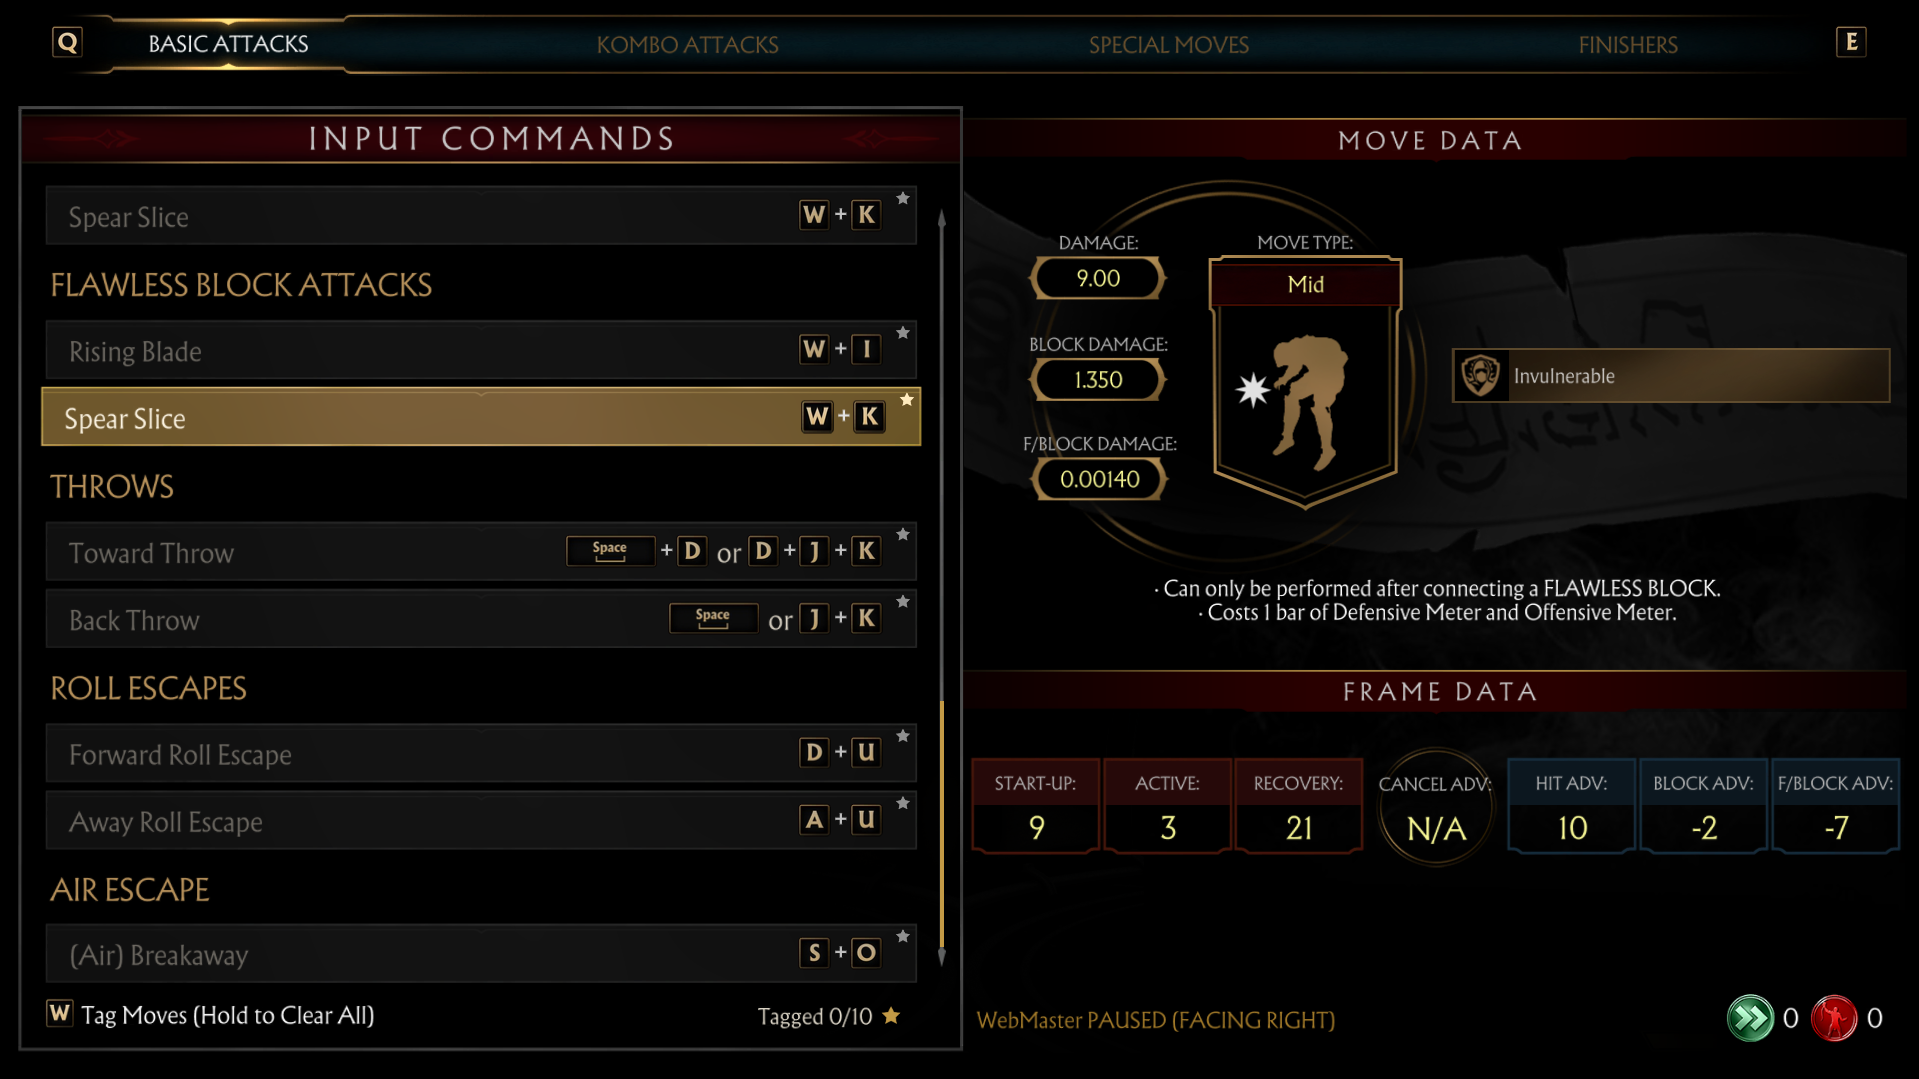 Q
BASIC ATTACKS
KOMBO ATTACKS
SPECIAL MOVES
FINISHERS
E
INPUT COMMANDS
Spear Slice W + K
FLAWLESS BLOCK ATTACKS
Rising Blade W + I
Spear Slice W + K
THROWS
Toward Throw Space + D or D + J + K
Back Throw Space or J + K
ROLL ESCAPES
Forward Roll Escape D + U
Away Roll Escape A + U
AIR ESCAPE
(Air) Breakaway S + O
W Tag Moves (Hold to Clear All)
Tagged 0/10
MOVE DATA
DAMAGE:
9.00
BLOCK DAMAGE:
1.350
F/BLOCK DAMAGE:
0.00140
MOVE TYPE:
Mid
Invulnerable
· Can only be performed after connecting a FLAWLESS BLOCK.
· Costs 1 bar of Defensive Meter and Offensive Meter.
FRAME DATA
START-UP:
9
ACTIVE:
3
RECOVERY:
21
CANCEL ADV:
N/A
HIT ADV:
10
BLOCK ADV:
-2
F/BLOCK ADV:
-7
WebMaster PAUSED (FACING RIGHT)
0
0